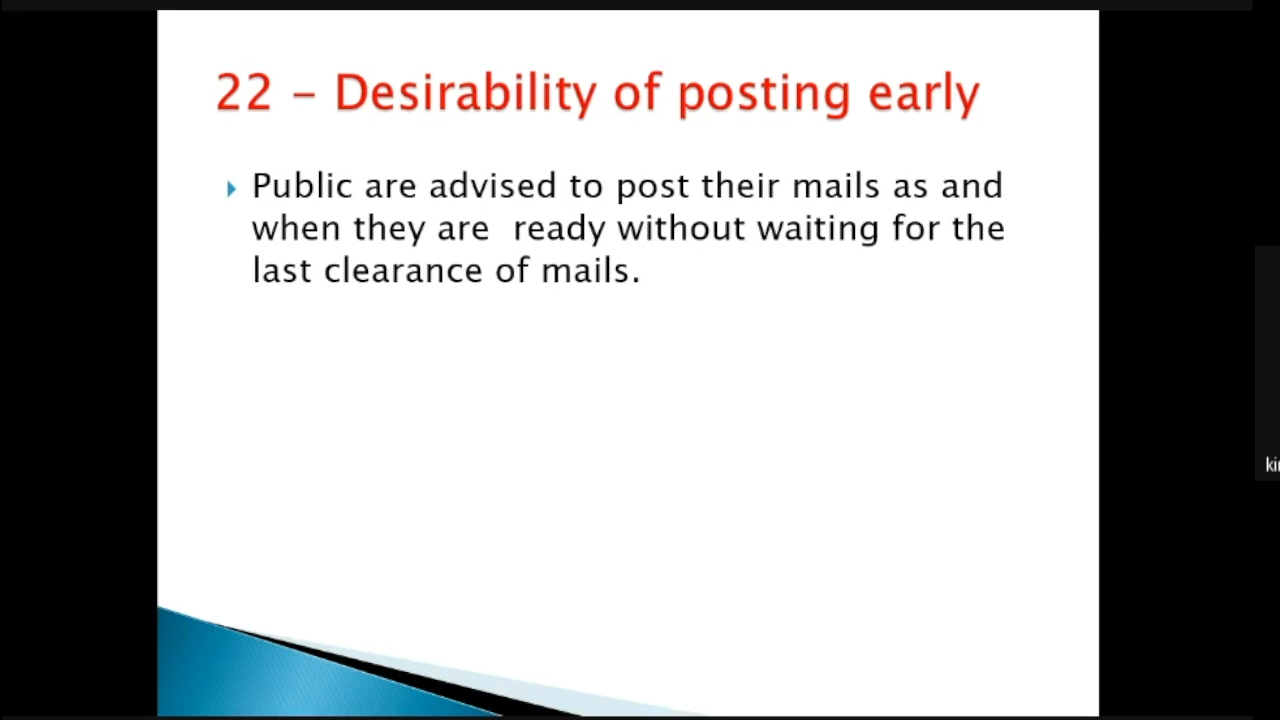 22 – Desirability of posting early
Public are advised to post their mails as and
when they are  ready without waiting for the
last clearance of mails.